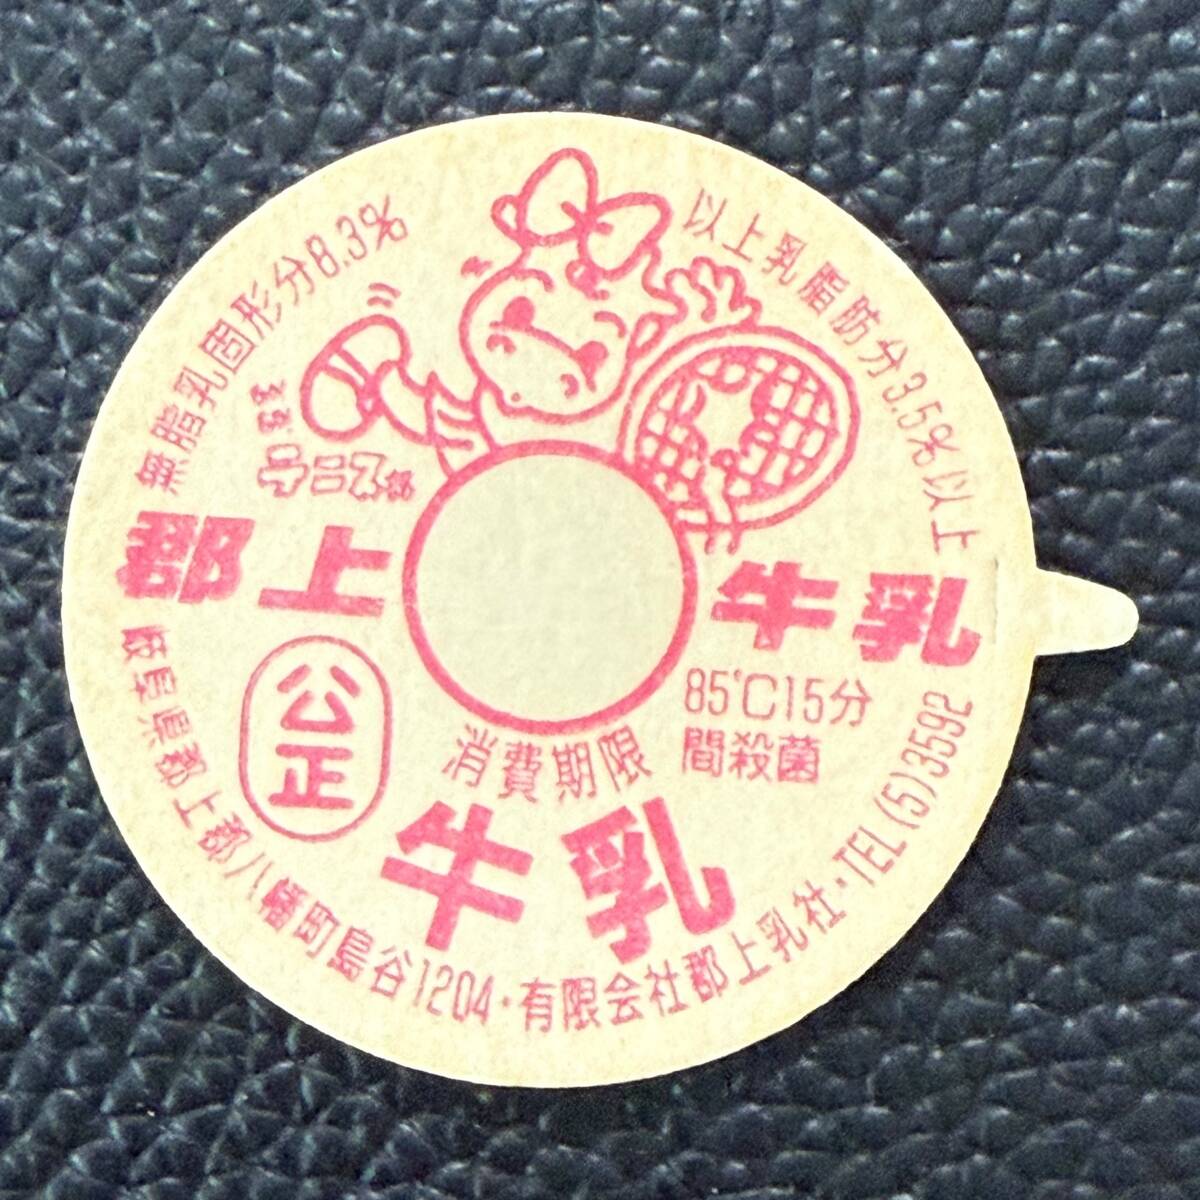 無脂乳固形分8.3%以上乳脂肪分3.5%以上
郡上
牛乳
公正
85℃15分
間殺菌
消費期限
牛乳
岐阜県郡上郡八幡町島谷1204・有限会社郡上乳社・TEL(5)3592